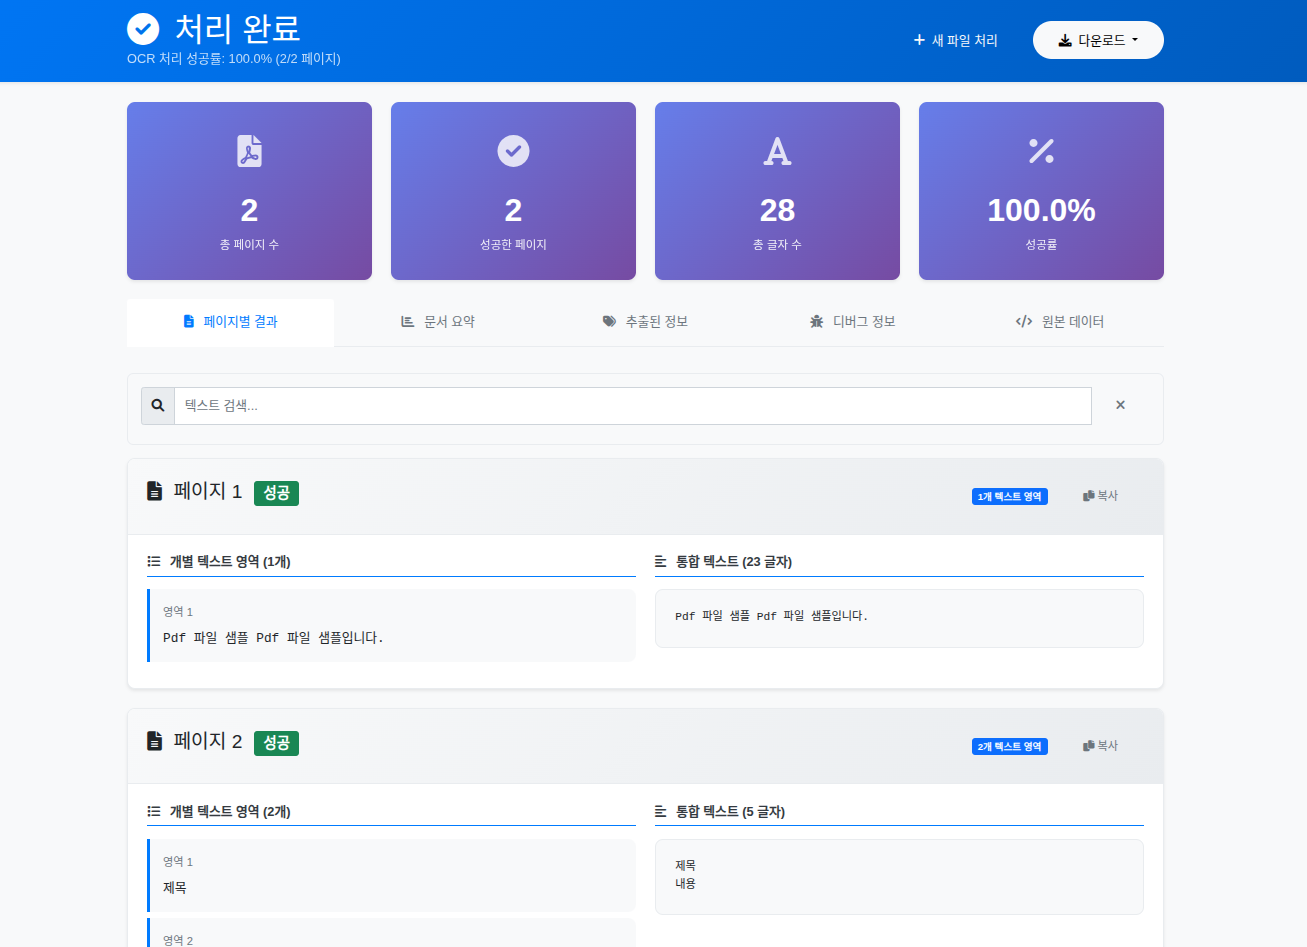 처리 완료
OCR 처리 성공률: 100.0% (2/2 페이지)
새 파일 처리
다운로드
2
총 페이지 수
2
성공한 페이지
28
총 글자 수
100.0%
성공률
페이지별 결과
문서 요약
추출된 정보
디버그 정보
원본 데이터
텍스트 검색...
페이지 1 성공
1개 텍스트 영역
복사
개별 텍스트 영역 (1개)
영역 1
Pdf 파일 샘플 Pdf 파일 샘플입니다.
통합 텍스트 (23 글자)
Pdf 파일 샘플 Pdf 파일 샘플입니다.
페이지 2 성공
2개 텍스트 영역
복사
개별 텍스트 영역 (2개)
영역 1
제목
영역 2
통합 텍스트 (5 글자)
제목
내용